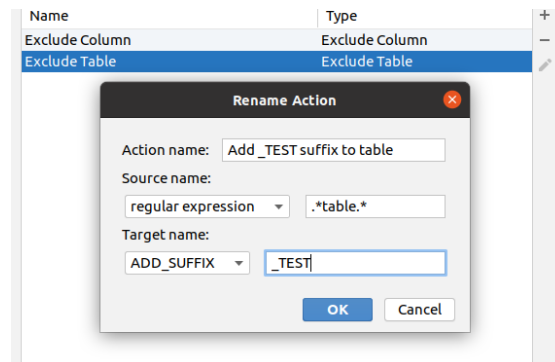 Name Type
Exclude Column Exclude Column
Exclude Table Exclude Table
Rename Action
Action name: Add _TEST suffix to table
Source name:
regular expression .*table.*
Target name:
ADD_SUFFIX _TEST
OK Cancel